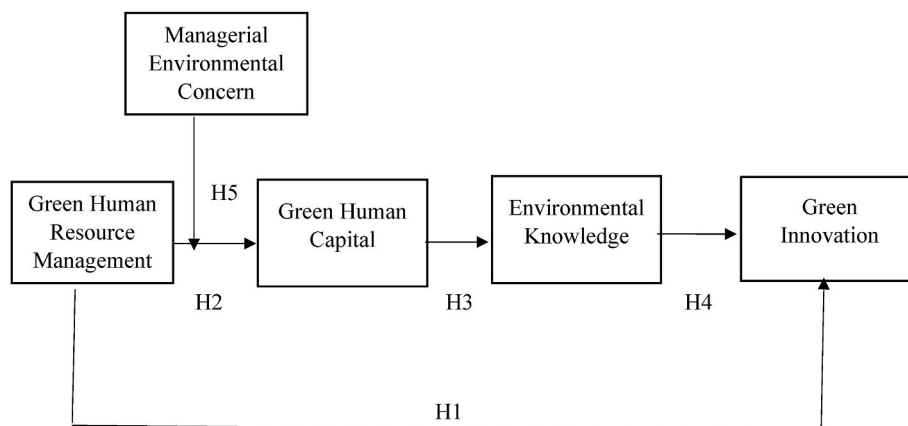 Managerial
Environmental
Concern
H5
Green Human
Resource
Management
H2
Green Human
Capital
H3
Environmental
Knowledge
H4
Green
Innovation
H1